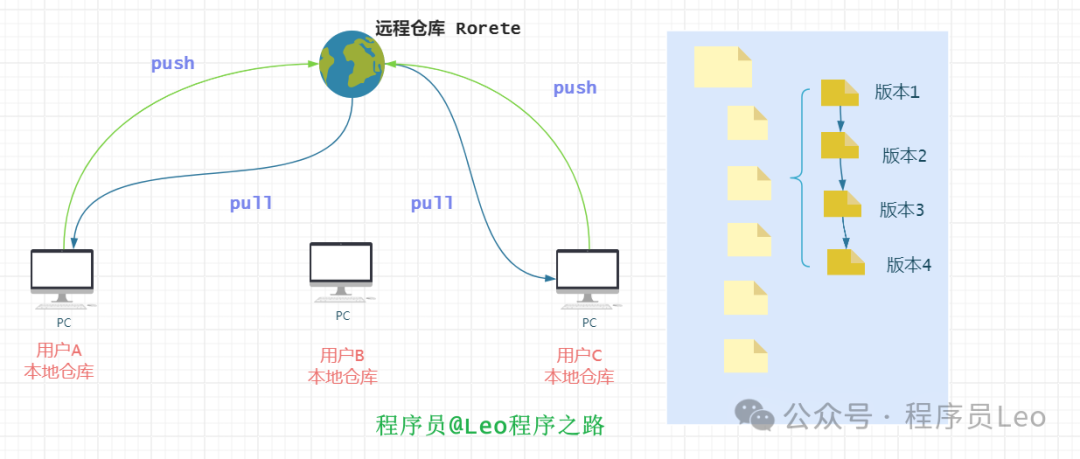 远程仓库 Rorete
push
push
pull
pull
PC
PC
PC
用户A
本地仓库
用户B
本地仓库
用户C
本地仓库
程序员@Leo程序之路
版本1
版本2
版本3
版本4
公众号 · 程序员Leo